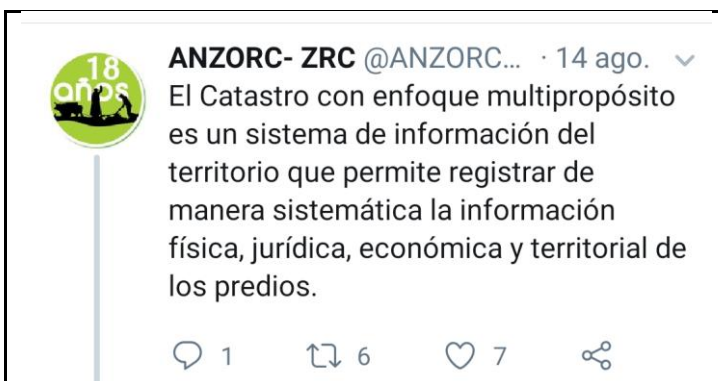 18
años
ANZORC- ZRC @ANZORC... · 14 ago.
El Catastro con enfoque multipropósito
es un sistema de información del
territorio que permite registrar de
manera sistemática la información
física, jurídica, económica y territorial de
los predios.
1 6 7